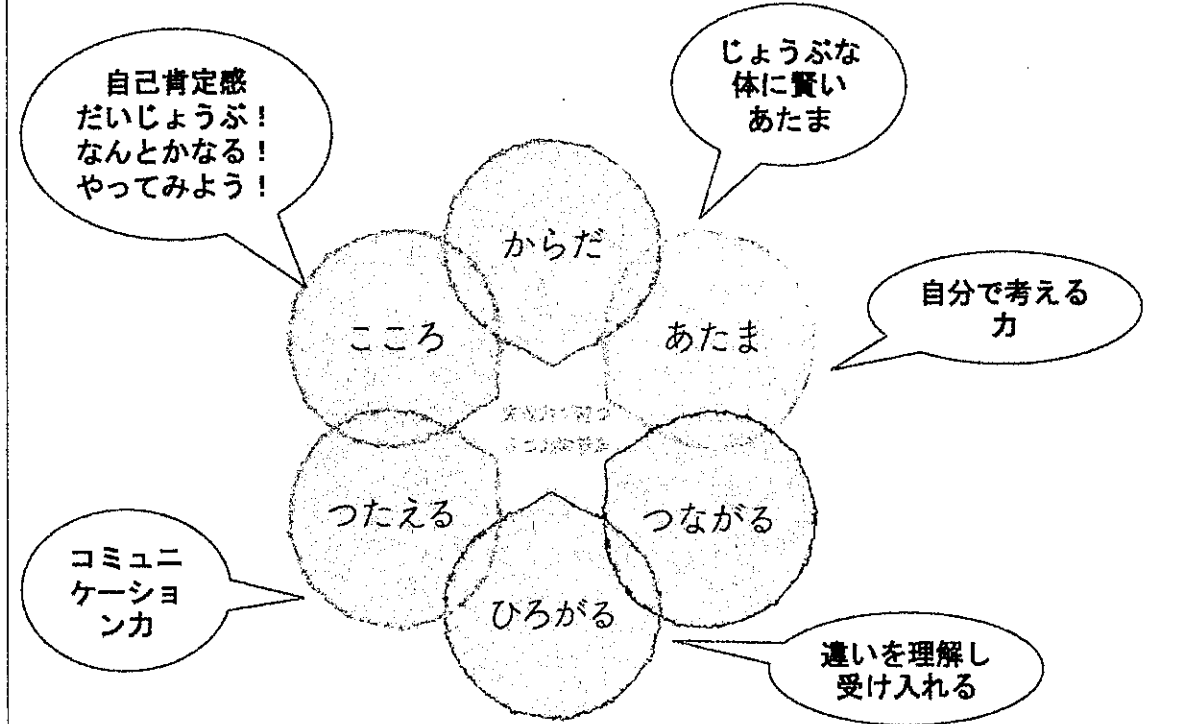 自己肯定感
だいじょうぶ！
なんとかなる！
やってみよう！
じょうぶな
体に賢い
あたま
からだ
こころ
あたま
自分で考える
力
つたえる
つながる
コミュニ
ケーショ
ン力
ひろがる
違いを理解し
受け入れる